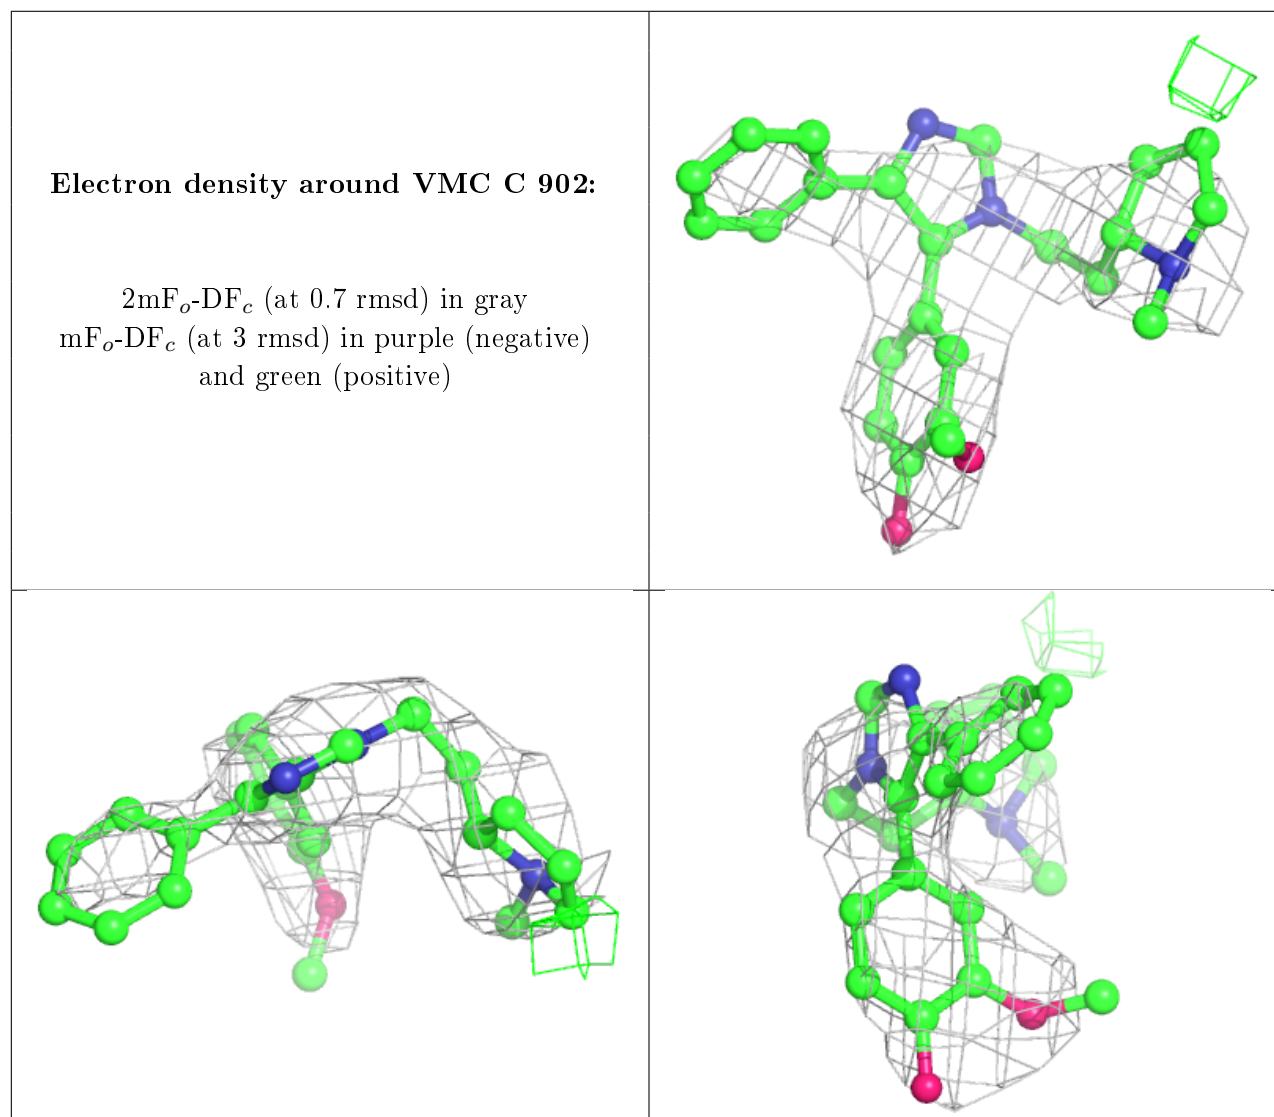 Electron density around VMC C 902:
2mFo-DFc (at 0.7 rmsd) in gray
mFo-DFc (at 3 rmsd) in purple (negative)
and green (positive)